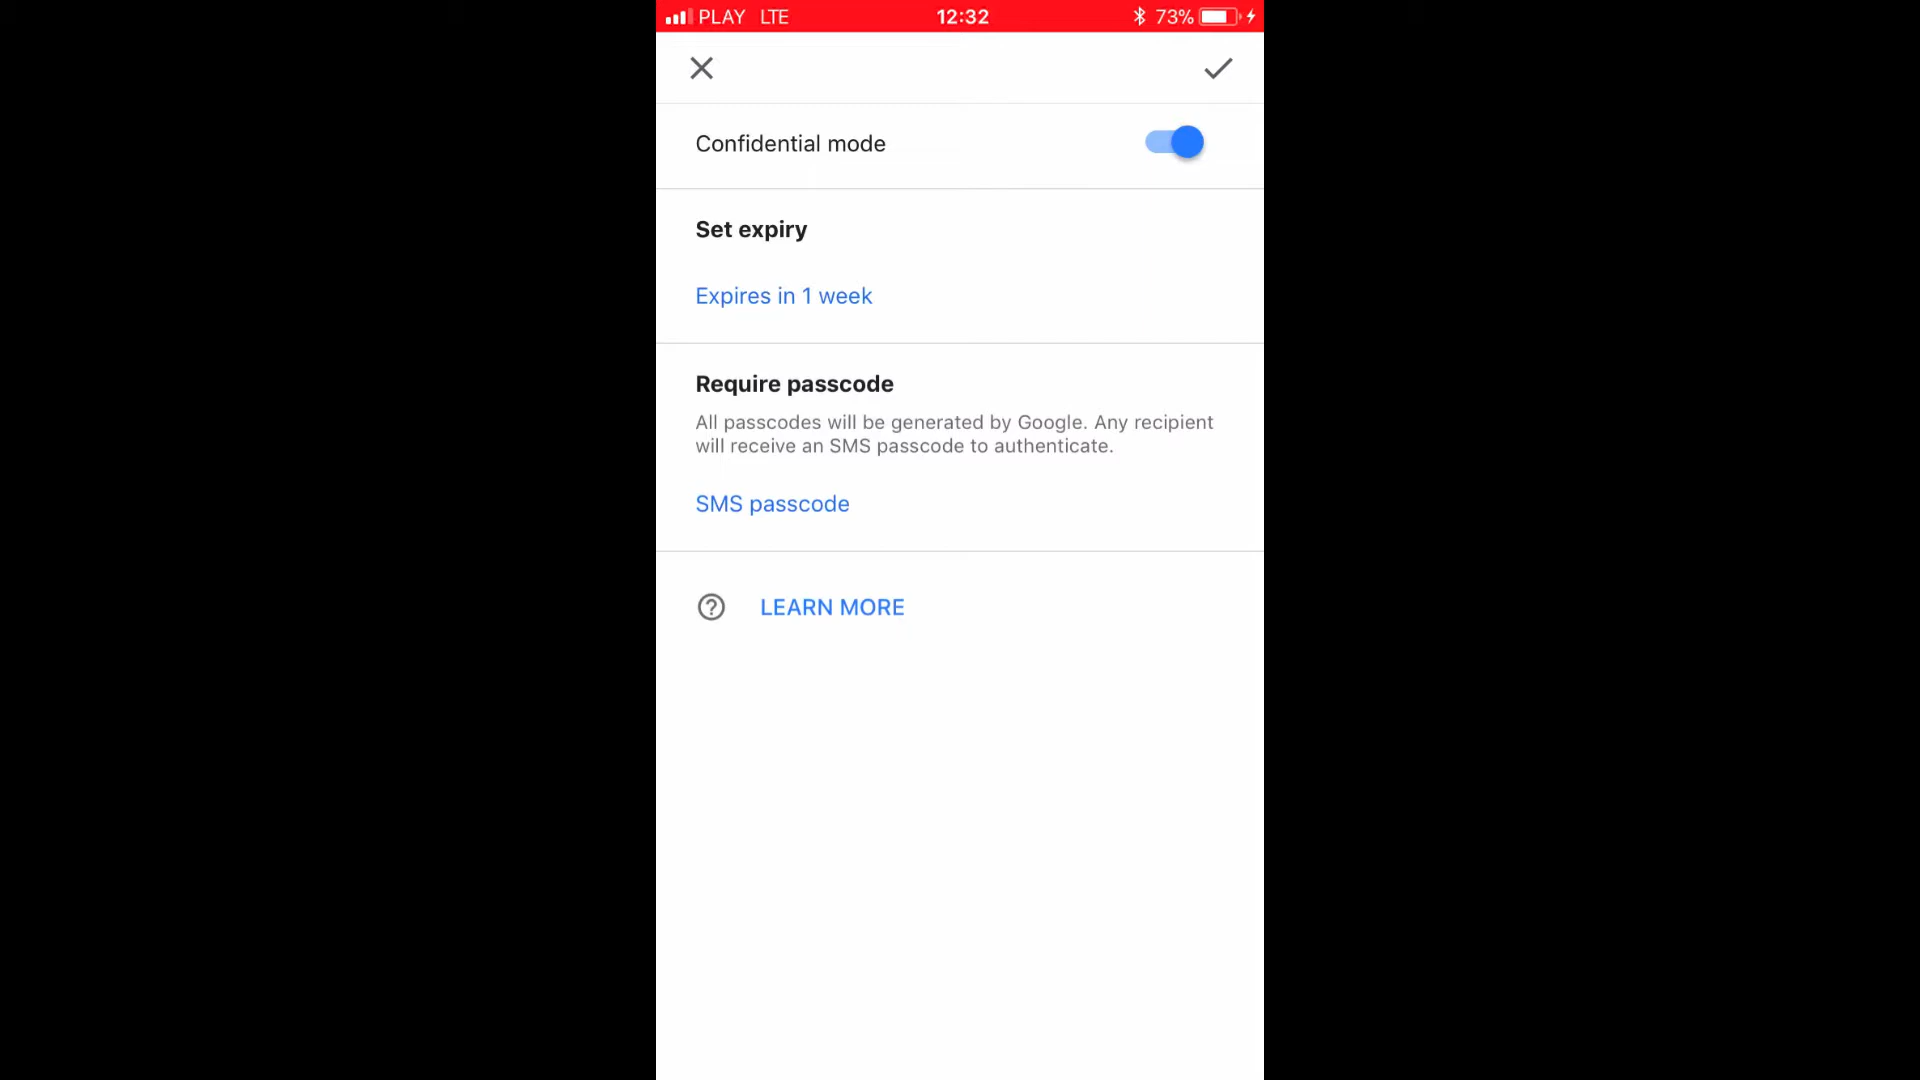 PLAY LTE 12:32 73%
Confidential mode
Set expiry
Expires in 1 week
Require passcode
All passcodes will be generated by Google. Any recipient
will receive an SMS passcode to authenticate.
SMS passcode
LEARN MORE